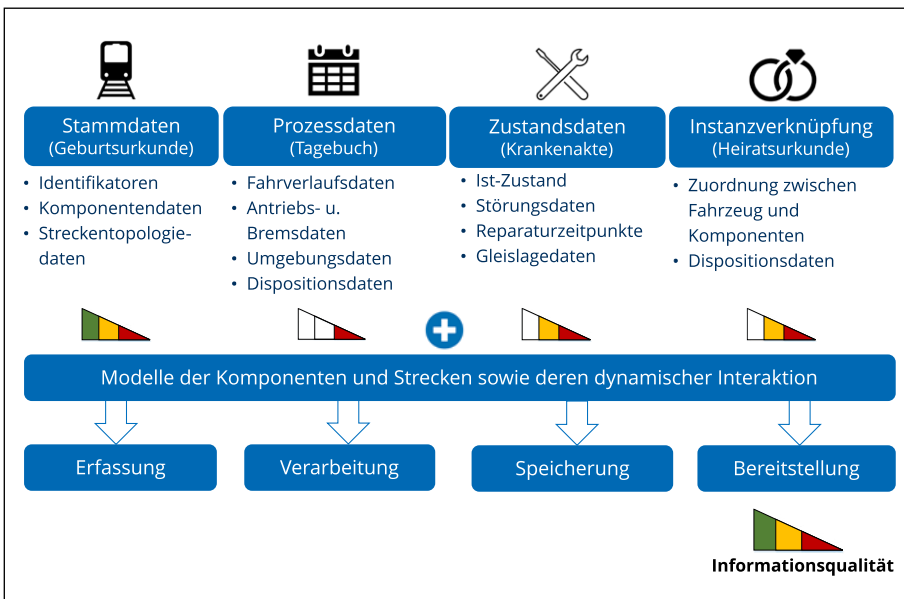 Stammdaten
(Geburtsurkunde)
• Identifikatoren
• Komponentendaten
• Streckentopologie-
daten
Prozessdaten
(Tagebuch)
• Fahrverlaufsdaten
• Antriebs- u.
Bremsdaten
• Umgebungsdaten
• Dispositionsdaten
Zustandsdaten
(Krankenakte)
• Ist-Zustand
• Störungsdaten
• Reparaturzeitpunkte
• Gleislagedaten
Instanzverknüpfung
(Heiratsurkunde)
• Zuordnung zwischen
Fahrzeug und
Komponenten
• Dispositionsdaten
Modelle der Komponenten und Strecken sowie deren dynamischer Interaktion
Erfassung
Verarbeitung
Speicherung
Bereitstellung
Informationsqualität